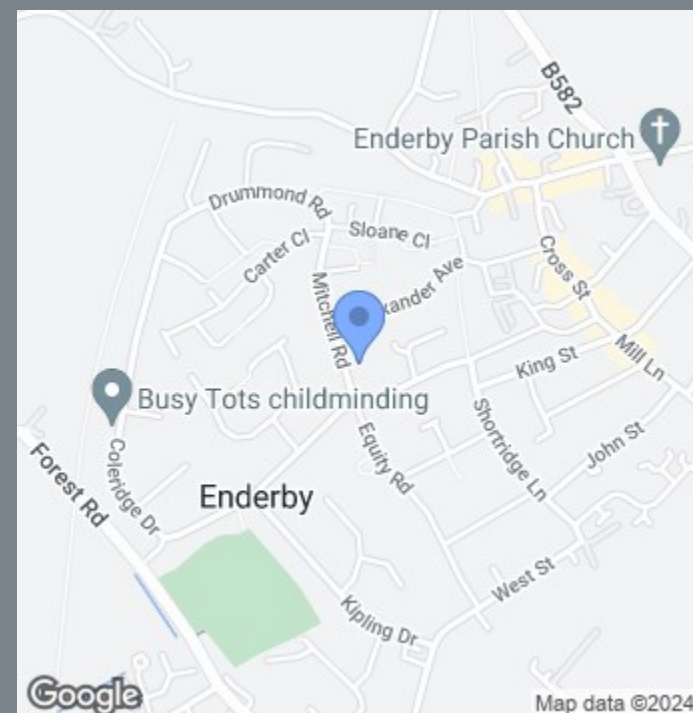 B582
Enderby Parish Church
Drummond Rd
Sloane Cl
Carter Cl
xander Ave
Cross St
Mitchell Rd
Mill Ln
King St
Busy Tots childminding
Shortridge Ln
Equity Rd
John St
Coleridge Dr
Forest Rd
Enderby
West St
Kipling Dr
Google
Map data ©2024